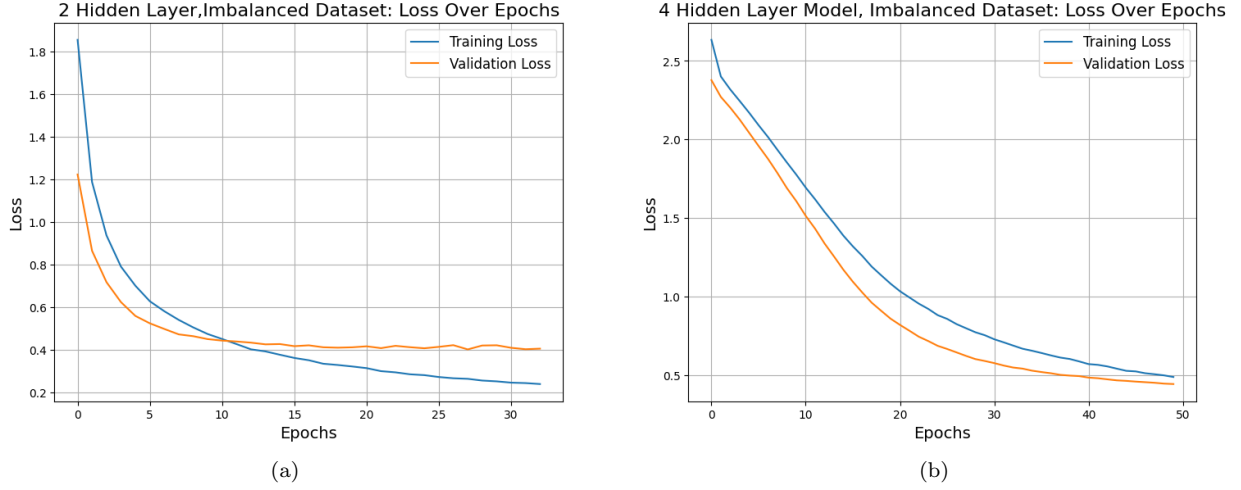 2 Hidden Layer,Imbalanced Dataset: Loss Over Epochs
Training Loss
Validation Loss
1.8
1.6
1.4
1.2
1.0
0.8
0.6
0.4
0.2
Loss
0 5 10 15 20 25 30
Epochs
(a)
4 Hidden Layer Model, Imbalanced Dataset: Loss Over Epochs
Training Loss
Validation Loss
2.5
2.0
1.5
1.0
0.5
Loss
0 10 20 30 40 50
Epochs
(b)